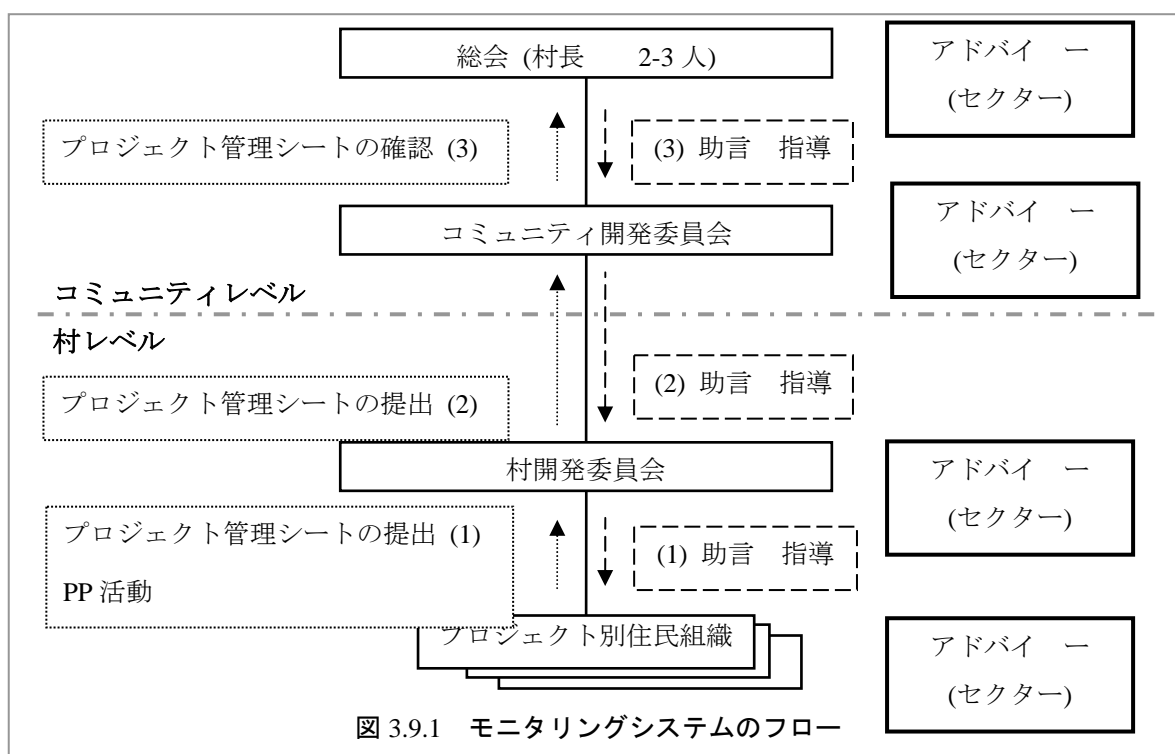 総会 (村長 2-3 人)
アドバイ ー
(セクター)
プロジェクト管理シートの確認 (3)
(3) 助言 指導
コミュニティ開発委員会
アドバイ ー
(セクター)
コミュニティレベル
村レベル
プロジェクト管理シートの提出 (2)
(2) 助言 指導
村開発委員会
アドバイ ー
(セクター)
プロジェクト管理シートの提出 (1)
PP 活動
(1) 助言 指導
プロジェクト別住民組織
アドバイ ー
(セクター)
図 3.9.1 モニタリングシステムのフロー